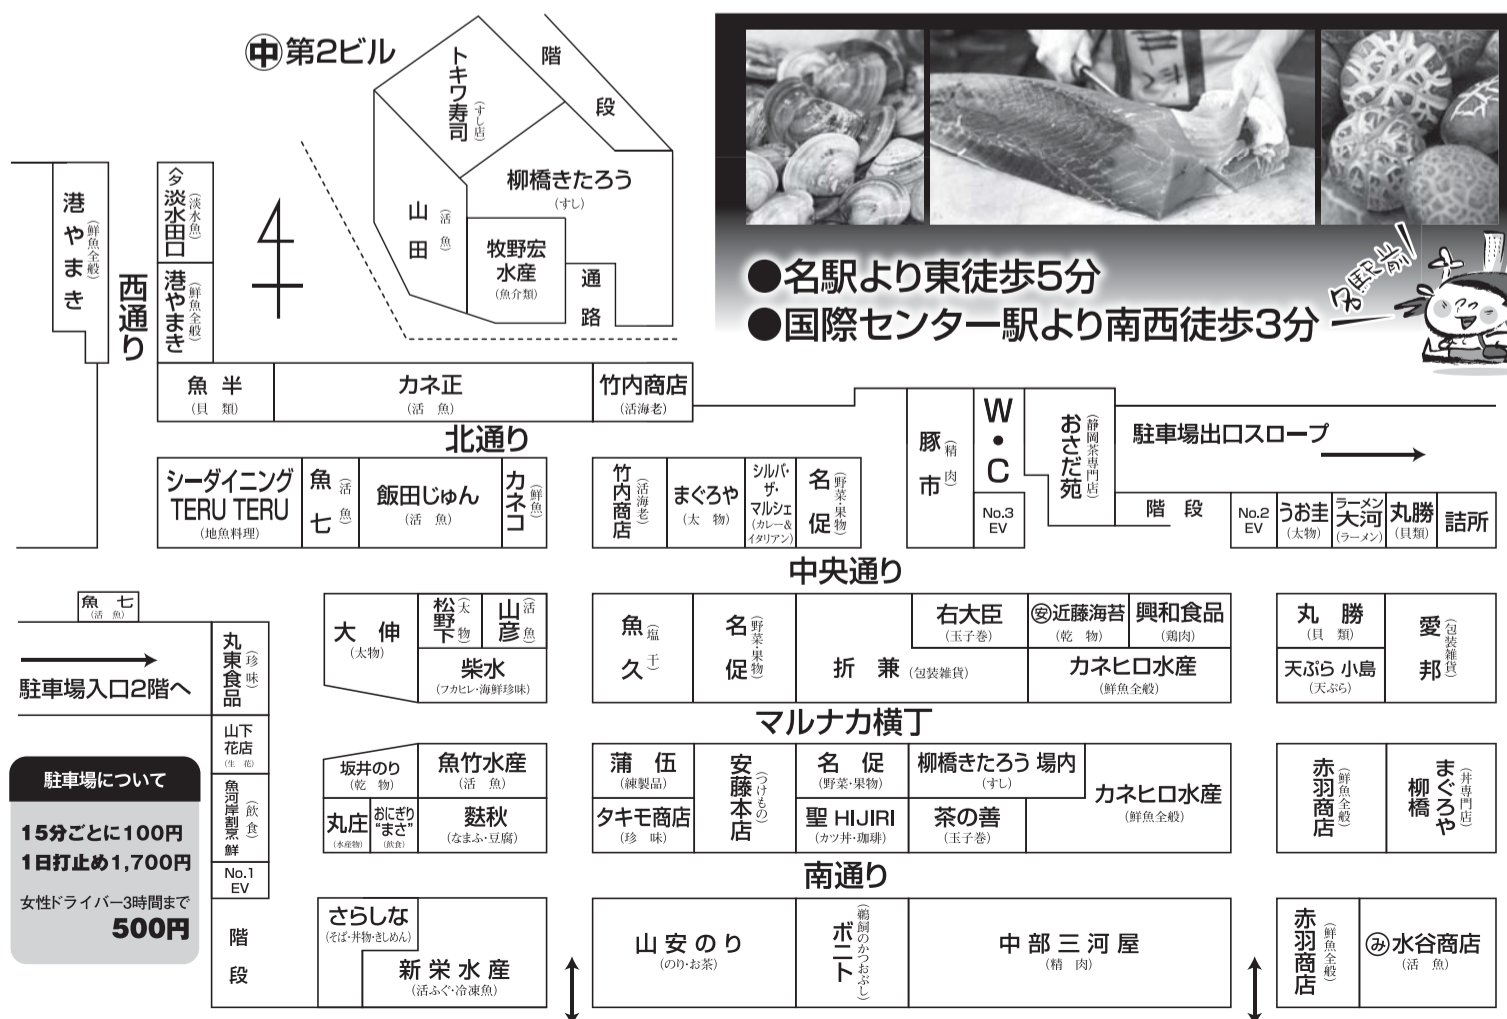 ㊥第2ビル
トキワ寿司
(すし店)
階段
柳橋きたろう
(すし)
山田
(活魚)
牧野宏
水産
(魚介類)
通路
●名駅より東徒歩5分
●国際センター駅より南西徒歩3分
名駅前!
港やまき
(鮮魚全般)
西通り
淡水田口
(淡水魚)
港やまき
(鮮魚全般)
魚半
(貝類)
カネ正
(活魚)
竹内商店
(活海老)
北通り
シーダイニング
TERU TERU
(地魚料理)
魚七
(活魚)
飯田じゅん
(活魚)
カネコ
(鮮魚)
竹内商店
(活海老)
まぐろや
(太物)
シルバ・
ザ・
マルシェ
(カレー&
イタリアン)
名促
(野菜・果物)
豚市
(精肉)
W・C
No.3
EV
おさだ苑
(静岡茶専門店)
駐車場出口スロープ
階段
No.2
EV
うお圭
(太物)
ラーメン
大河
(ラーメン)
丸勝
(貝類)
詰所
中央通り
魚七
(活魚)
駐車場入口2階へ
丸東食品
(珍味)
山下
花店
(生花)
魚河岸割烹 鮮
(飲食)
No.1
EV
階段
大伸
(太物)
松野下
(太物)
山彦
(活魚)
柴水
(フカヒレ・海鮮珍味)
魚久
(塩干)
名促
(野菜・果物)
折兼
(包装雑貨)
右大臣
(玉子巻)
㊛近藤海苔
(乾物)
興和食品
(鶏肉)
カネヒロ水産
(鮮魚全般)
丸勝
(貝類)
天ぷら 小島
(天ぷら)
愛邦
(包装雑貨)
マルナカ横丁
坂井のり
(乾物)
魚竹水産
(活魚)
丸庄
(水産物)
おにぎり
“まさ”
(飲食)
麩秋
(なまふ・豆腐)
蒲伍
(練製品)
タキモ商店
(珍味)
安藤本店
(つけもの)
名促
(野菜・果物)
聖 HIJIRI
(カツ丼・珈琲)
柳橋きたろう 場内
(すし)
茶の善
(玉子巻)
カネヒロ水産
(鮮魚全般)
赤羽商店
(鮮魚全般)
まぐろや
柳橋
(丼専門店)
南通り
さらしな
(そば・丼物・きしめん)
新栄水産
(活ふぐ・冷凍魚)
山安のり
(のり・お茶)
ボニト
(鵜飼のかつおぶし)
中部三河屋
(精肉)
赤羽商店
(鮮魚全般)
み水谷商店
(活魚)
駐車場について
15分ごとに100円
1日打止め1,700円
女性ドライバー3時間まで
500円